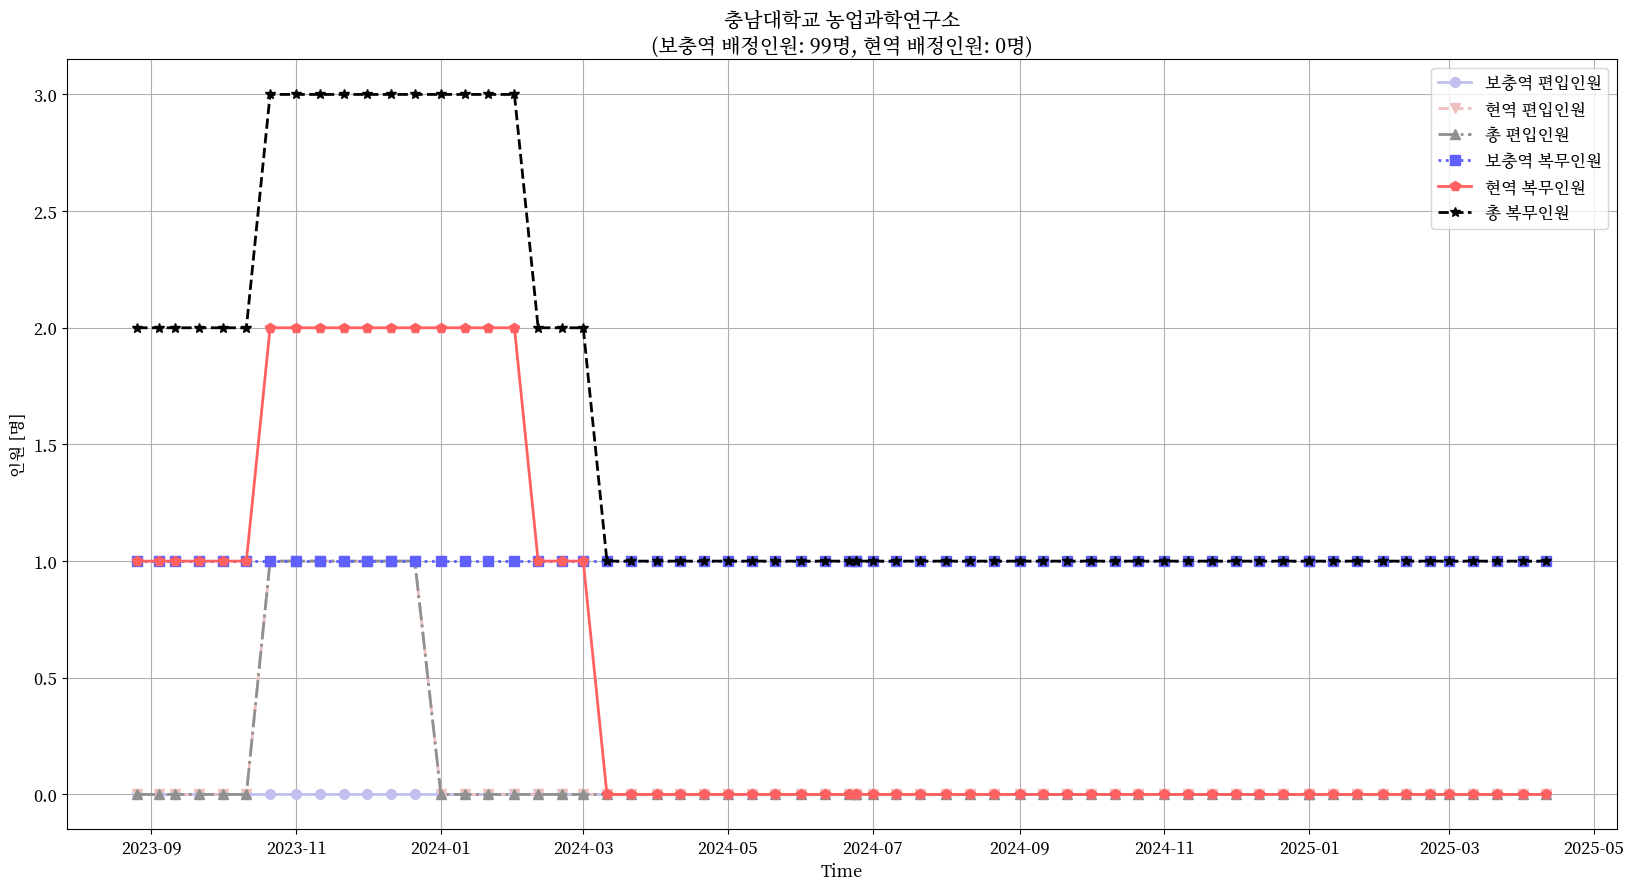 충남대학교 농업과학연구소
(보충역 배정인원: 99명, 현역 배정인원: 0명)
보충역 편입인원
현역 편입인원
총 편입인원
보충역 복무인원
현역 복무인원
총 복무인원
인원 [명]
3.0
2.5
2.0
1.5
1.0
0.5
0.0
2023-09
2023-11
2024-01
2024-03
2024-05
2024-07
2024-09
2024-11
2025-01
2025-03
2025-05
Time